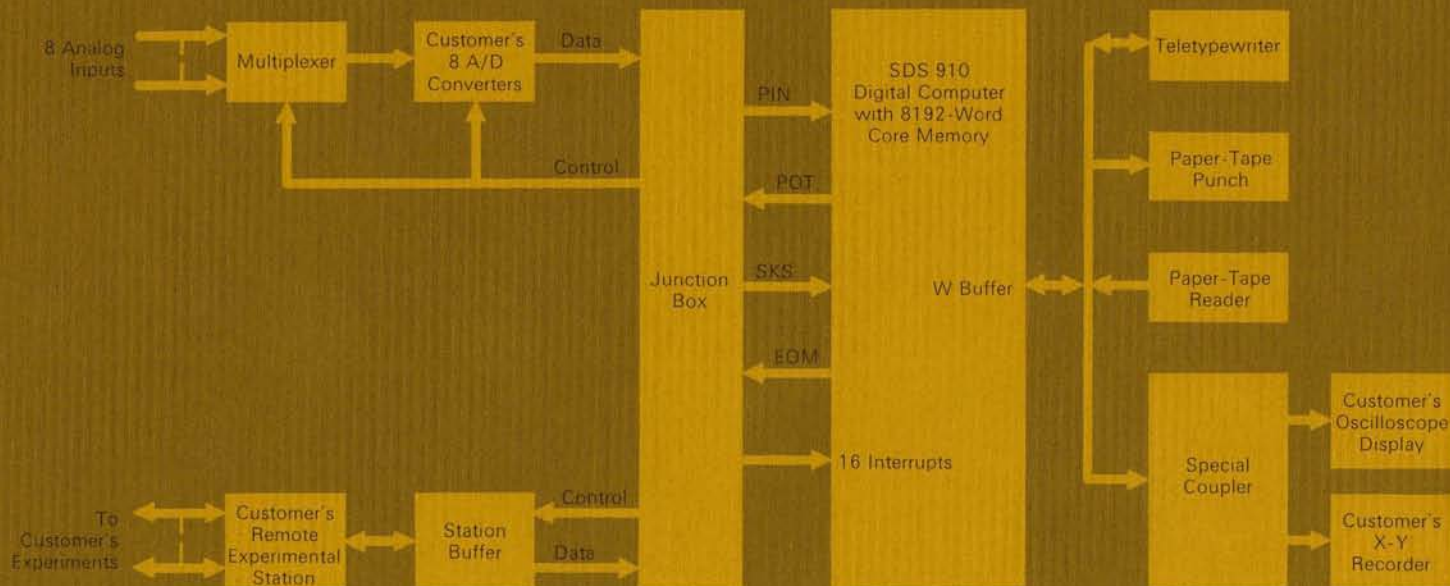 8 Analog
Inputs
Multiplexer
Customer's
8 A/D
Converters
Data
Control
Junction
Box
PIN
POT
SKS
EOM
SDS 910
Digital Computer
with 8192-Word
Core Memory
W Buffer
16 Interrupts
Teletypewriter
Paper-Tape
Punch
Paper-Tape
Reader
Special
Coupler
Customer's
Oscilloscope
Display
Customer's
X-Y
Recorder
To
Customer's
Experiments
Customer's
Remote
Experimental
Station
Station
Buffer
Control
Data